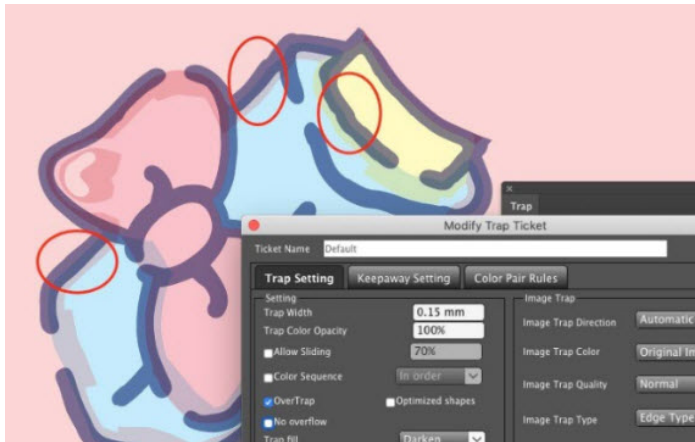 ×
Trap
Modify Trap Ticket
Ticket Name Default
Trap Setting Keepaway Setting Color Pair Rules
Setting
Trap Width 0.15 mm
Trap Color Opacity 100%
Allow Sliding 70%
Color Sequence In order
OverTrap Optimized shapes
No overflow
Trap fill Darken
Image Trap
Image Trap Direction Automatic
Image Trap Color Original Im
Image Trap Quality Normal
Image Trap Type Edge Type